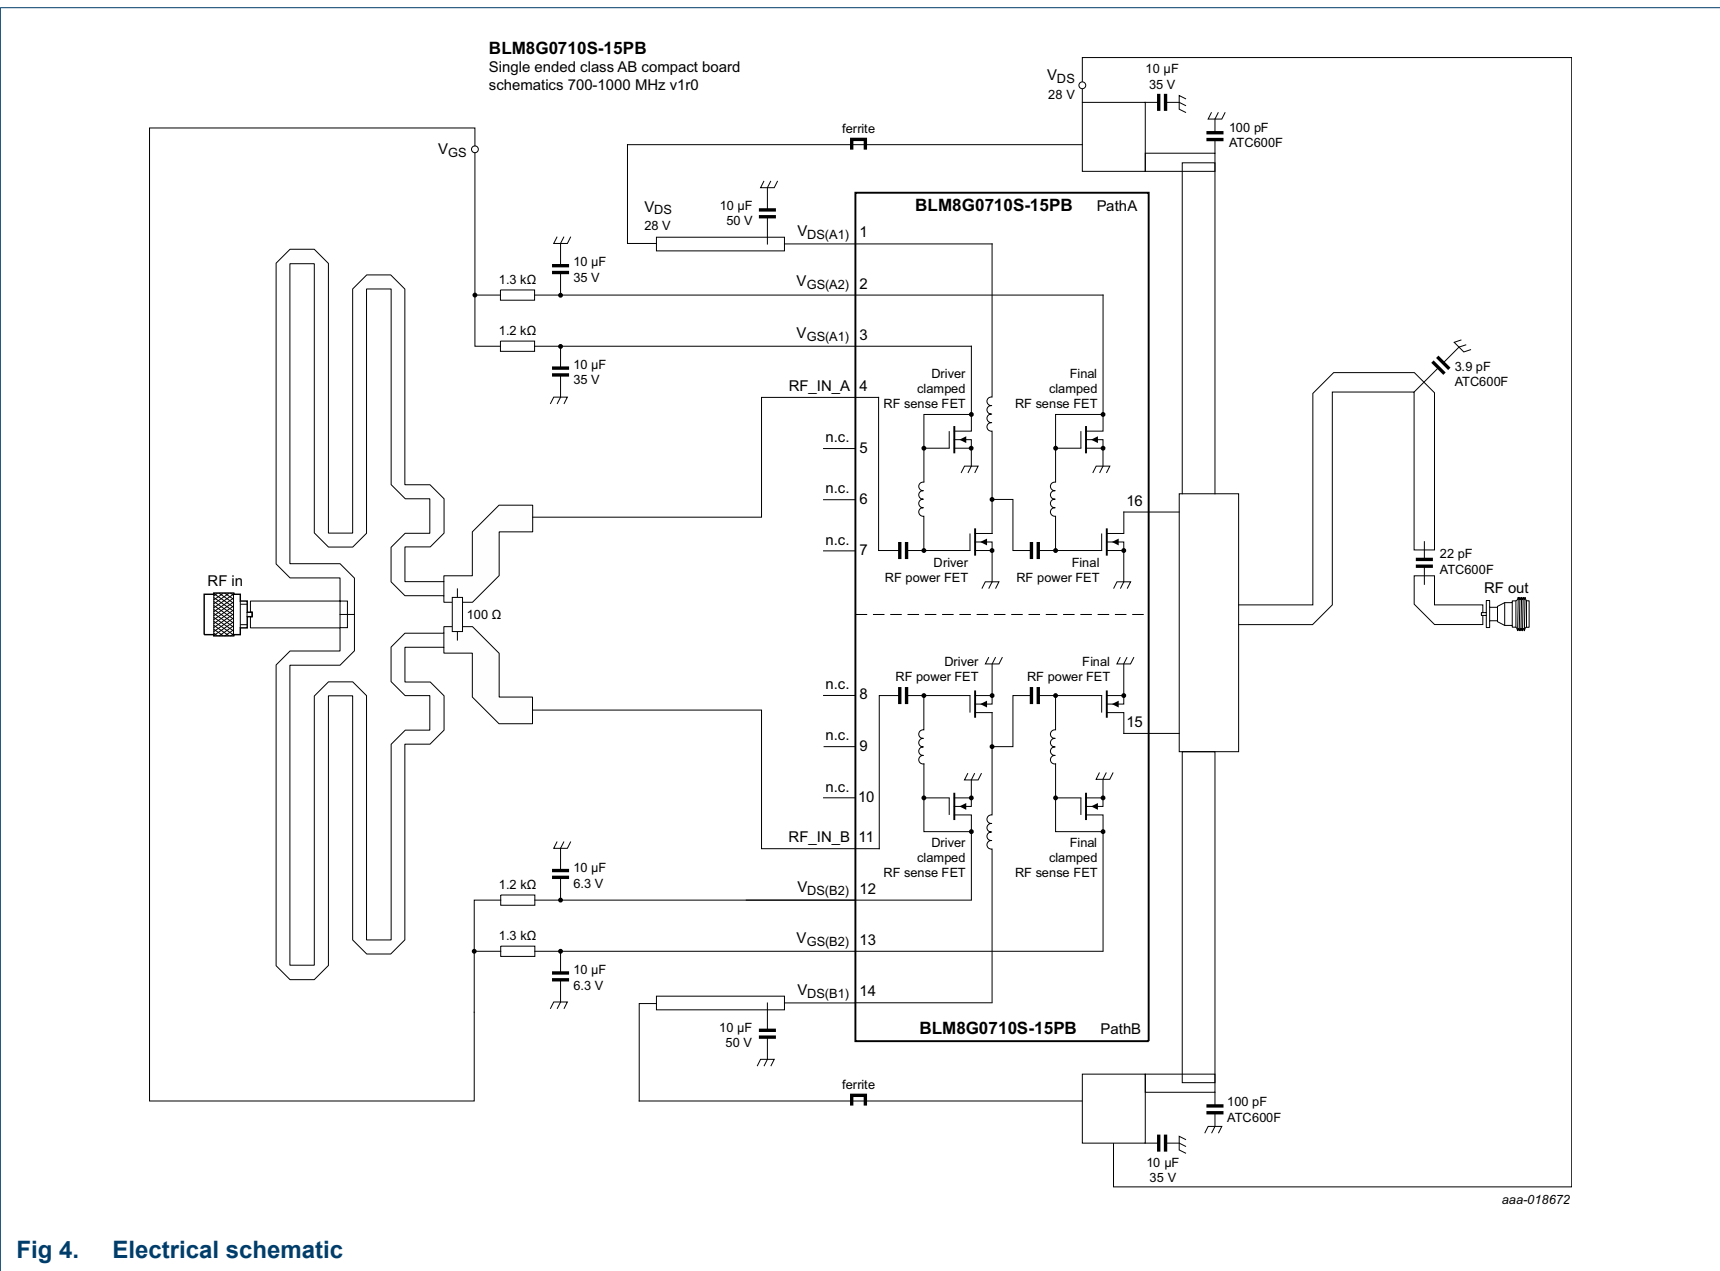 BLM8G0710S-15PB
Single ended class AB compact board
schematics 700-1000 MHz v1r0
VDS
28 V
10 µF
35 V
100 pF
ATC600F
ferrite
VGS
VDS
28 V
10 µF
50 V
BLM8G0710S-15PB PathA
VDS(A1) 1
10 µF
35 V
1.3 kΩ
VGS(A2) 2
1.2 kΩ
VGS(A1) 3
10 µF
35 V
RF_IN_A 4
Driver
clamped
RF sense FET
Final
clamped
RF sense FET
3.9 pF
ATC600F
n.c. 5
n.c. 6
16
n.c. 7
Driver
RF power FET
Final
RF power FET
22 pF
ATC600F
RF in
RF out
100 Ω
Driver
RF power FET
Final
RF power FET
n.c. 8
15
n.c. 9
n.c. 10
RF_IN_B 11
Driver
clamped
RF sense FET
Final
clamped
RF sense FET
10 µF
6.3 V
1.2 kΩ
VDS(B2) 12
1.3 kΩ
VGS(B2) 13
10 µF
6.3 V
VDS(B1) 14
10 µF
50 V
BLM8G0710S-15PB PathB
ferrite
100 pF
ATC600F
10 µF
35 V
aaa-018672
Fig 4. Electrical schematic